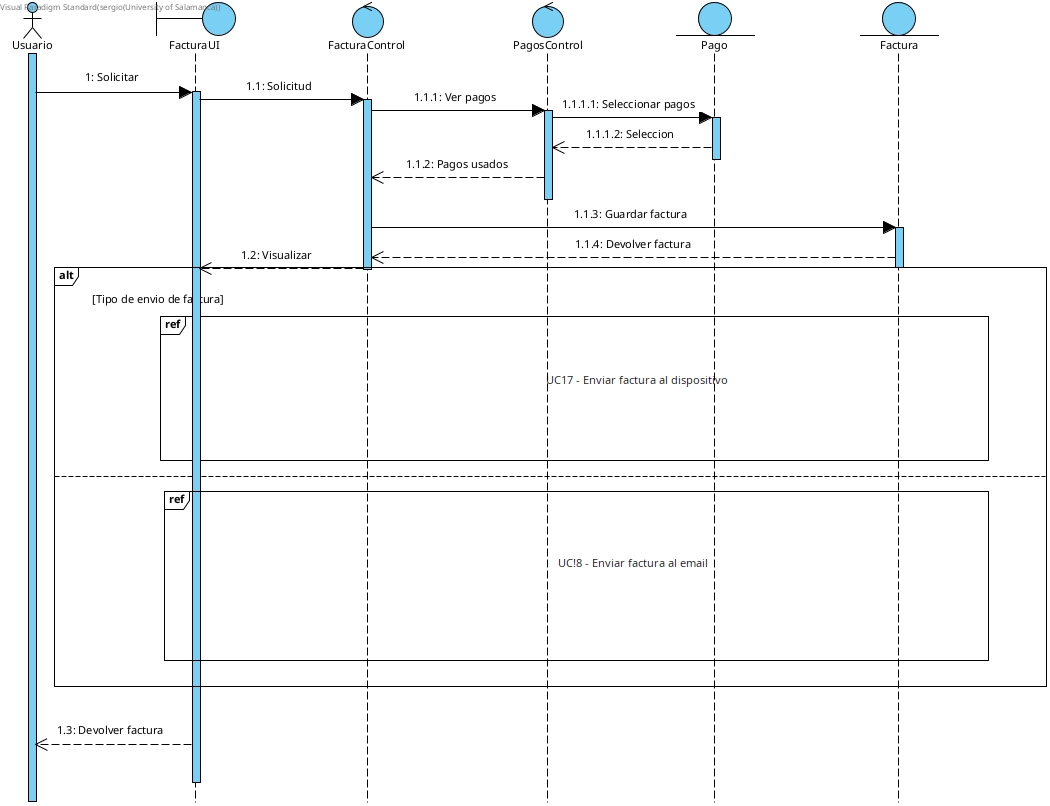 Visual Paradigm Standard(sergio(University of Salamanca))
Usuario
FacturaUI
FacturaControl
PagosControl
Pago
Factura
1: Solicitar
1.1: Solicitud
1.1.1: Ver pagos
1.1.1.1: Seleccionar pagos
1.1.1.2: Seleccion
1.1.2: Pagos usados
1.1.3: Guardar factura
1.1.4: Devolver factura
1.2: Visualizar
alt
[Tipo de envio de factura]
ref
UC17 - Enviar factura al dispositivo
ref
UC!8 - Enviar factura al email
1.3: Devolver factura